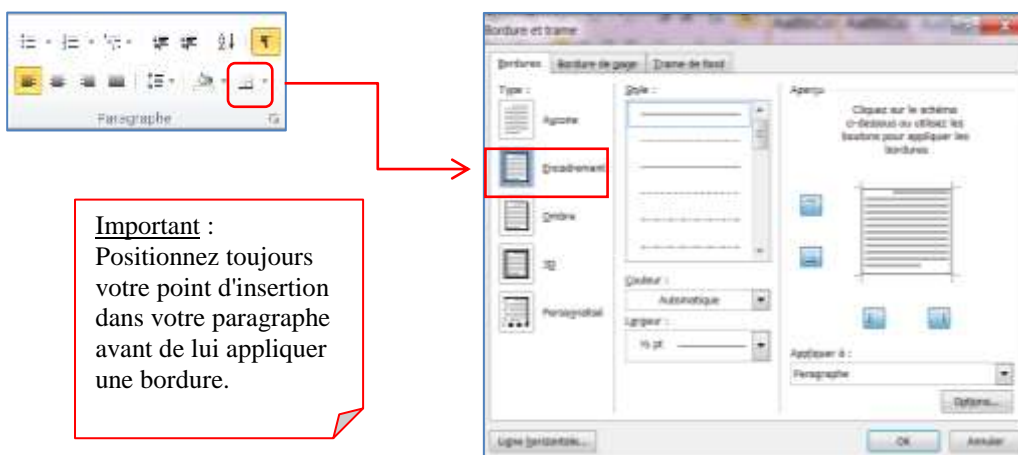 Paragraphe
Important :
Positionnez toujours
votre point d'insertion
dans votre paragraphe
avant de lui appliquer
une bordure.
Bordure et trame
Bordures Bordure de page Trame de fond
Type :
Aucune
Encadrement
Ombre
3D
Personnalisé
Style :
Couleur :
Automatique
Largeur :
½ pt
Aperçu
Cliquez sur le schéma
ci-dessous ou utilisez les
boutons pour appliquer les
bordures
Appliquer à :
Paragraphe
Options...
Ligne horizontale...
OK Annuler